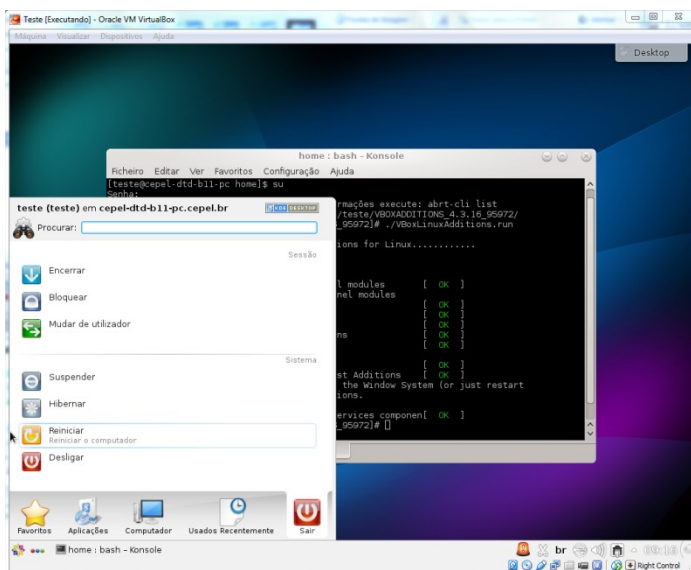 Teste [Executando] - Oracle VM VirtualBox
Máquina Visualizar Dispositivos Ajuda
Desktop
home : bash - Konsole
Ficheiro Editar Ver Favoritos Configuração Ajuda
[teste@cepel-dtd-b11-pc home]$ su
Senha:
rmações execute: abrt-cli list
/teste/VBOXADDITIONS_4.3.16_95972/
_95972]# ./VBoxLinuxAdditions.run
ions for Linux............
l modules [ OK ]
nel modules
[ OK ]
[ OK ]
[ OK ]
ns [ OK ]
[ OK ]
[ OK ]
st Additions [ OK ]
the Window System (or just restart
ions.
ervices componen[ OK ]
_95972]#
teste (teste) em cepel-dtd-b11-pc.cepel.br
KDE DESKTOP
Procurar:
Sessão
Encerrar
Bloquear
Mudar de utilizador
Sistema
Suspender
Hibernar
Reiniciar
Reiniciar o computador
Desligar
Favoritos Aplicações Computador Usados Recentemente Sair
home : bash - Konsole
br
Right Control